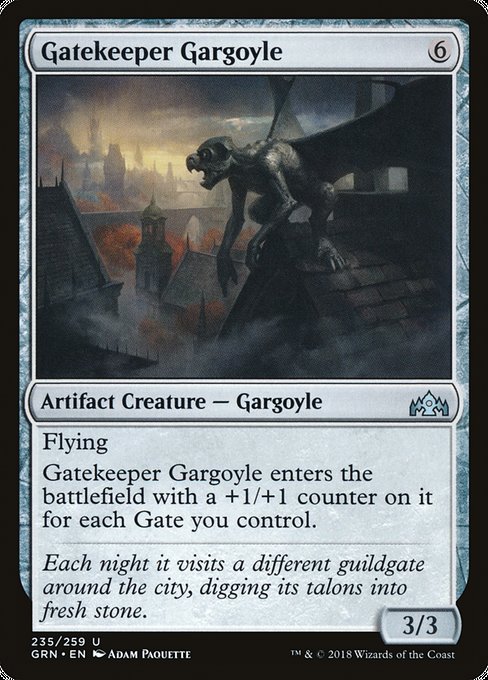 Gatekeeper Gargoyle 6
Artifact Creature — Gargoyle
Flying
Gatekeeper Gargoyle enters the
battlefield with a +1/+1 counter on it
for each Gate you control.
Each night it visits a different guildgate
around the city, digging its talons into
fresh stone.
3/3
235/259 U
GRN • EN Adam Paquette ™ & © 2018 Wizards of the Coast